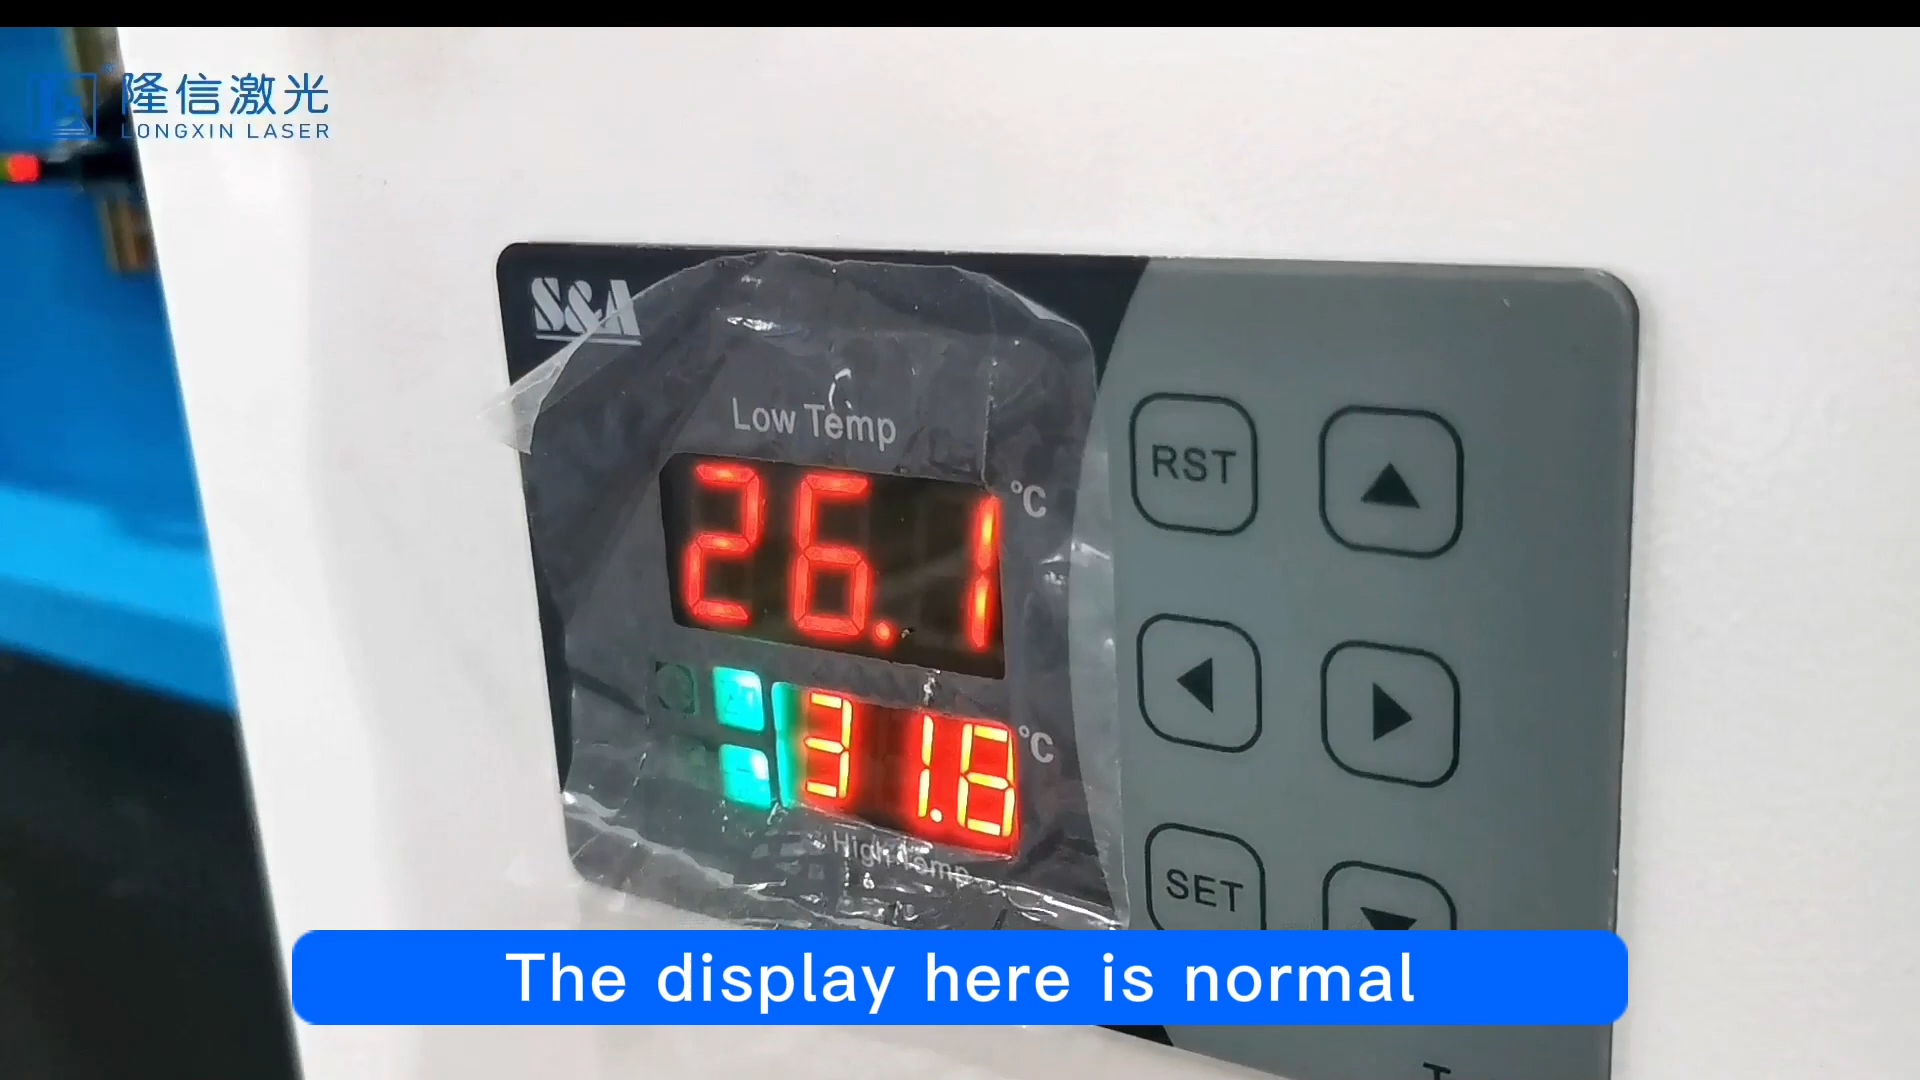 隆信激光
LONGXIN LASER
S&A
Low Temp
26.1 °C
31.6 °C
High Temp
RST
SET
The display here is normal